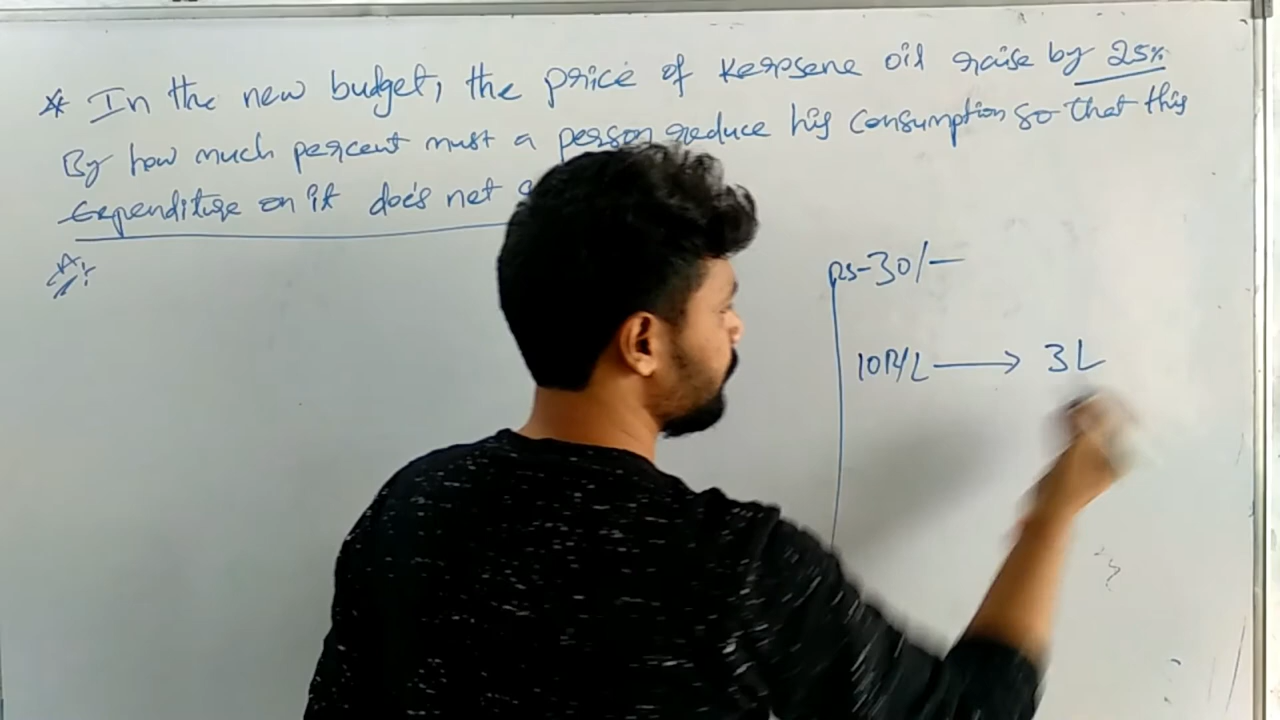 * In the new budget, the price of Kerosene oil raise by 25%
By how much percent must a person reduce his consumption so that this
Expenditure on it does not
A:
Rs-30/-
10R/L → 3L